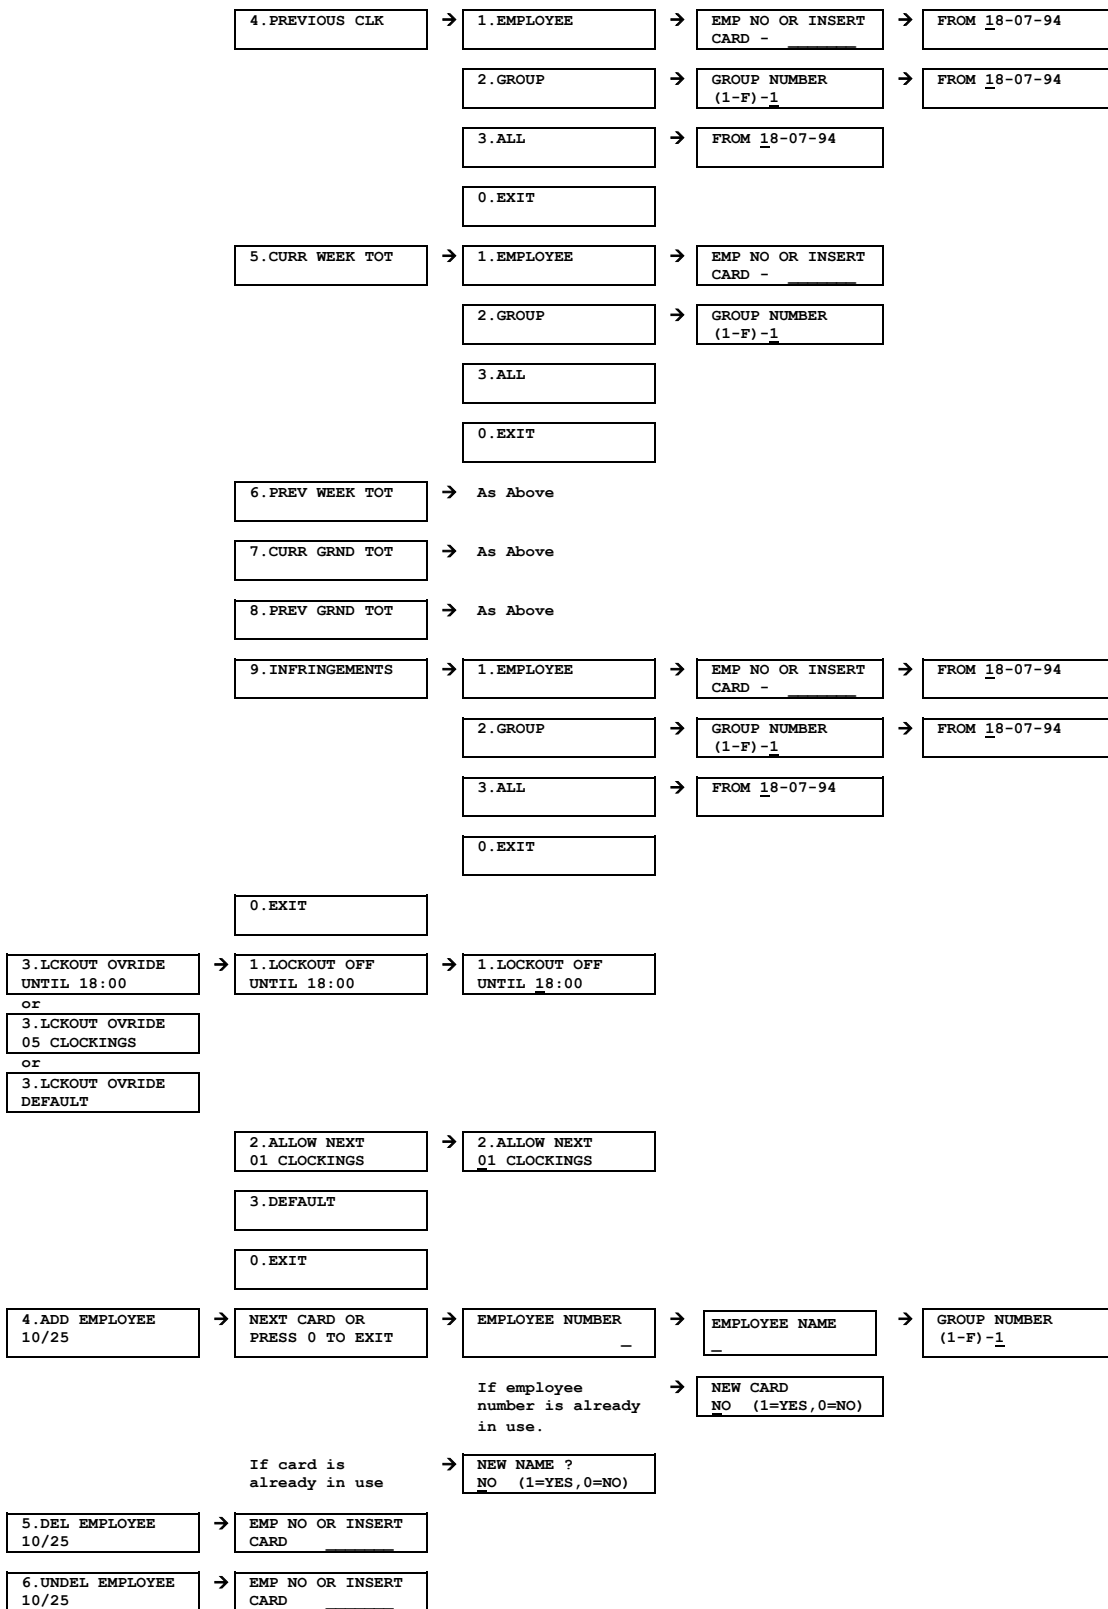 4.PREVIOUS CLK → 1.EMPLOYEE → EMP NO OR INSERT → FROM 18-07-94
CARD - _______
2.GROUP → GROUP NUMBER → FROM 18-07-94
(1-F)-1
3.ALL → FROM 18-07-94
0.EXIT
5.CURR WEEK TOT → 1.EMPLOYEE → EMP NO OR INSERT
CARD - _______
2.GROUP → GROUP NUMBER
(1-F)-1
3.ALL
0.EXIT
6.PREV WEEK TOT → As Above
7.CURR GRND TOT → As Above
8.PREV GRND TOT → As Above
9.INFRINGEMENTS → 1.EMPLOYEE → EMP NO OR INSERT → FROM 18-07-94
CARD - _______
2.GROUP → GROUP NUMBER → FROM 18-07-94
(1-F)-1
3.ALL → FROM 18-07-94
0.EXIT
0.EXIT
3.LCKOUT OVRIDE → 1.LOCKOUT OFF → 1.LOCKOUT OFF
UNTIL 18:00 UNTIL 18:00 UNTIL 18:00
or
3.LCKOUT OVRIDE
05 CLOCKINGS
or
3.LCKOUT OVRIDE
DEFAULT
2.ALLOW NEXT → 2.ALLOW NEXT
01 CLOCKINGS 01 CLOCKINGS
3.DEFAULT
0.EXIT
4.ADD EMPLOYEE → NEXT CARD OR → EMPLOYEE NUMBER → EMPLOYEE NAME → GROUP NUMBER
10/25 PRESS 0 TO EXIT _ _ (1-F)-1
If employee → NEW CARD
number is already NO (1=YES,0=NO)
in use.
If card is → NEW NAME ?
already in use NO (1=YES,0=NO)
5.DEL EMPLOYEE → EMP NO OR INSERT
10/25 CARD _______
6.UNDEL EMPLOYEE → EMP NO OR INSERT
10/25 CARD _______